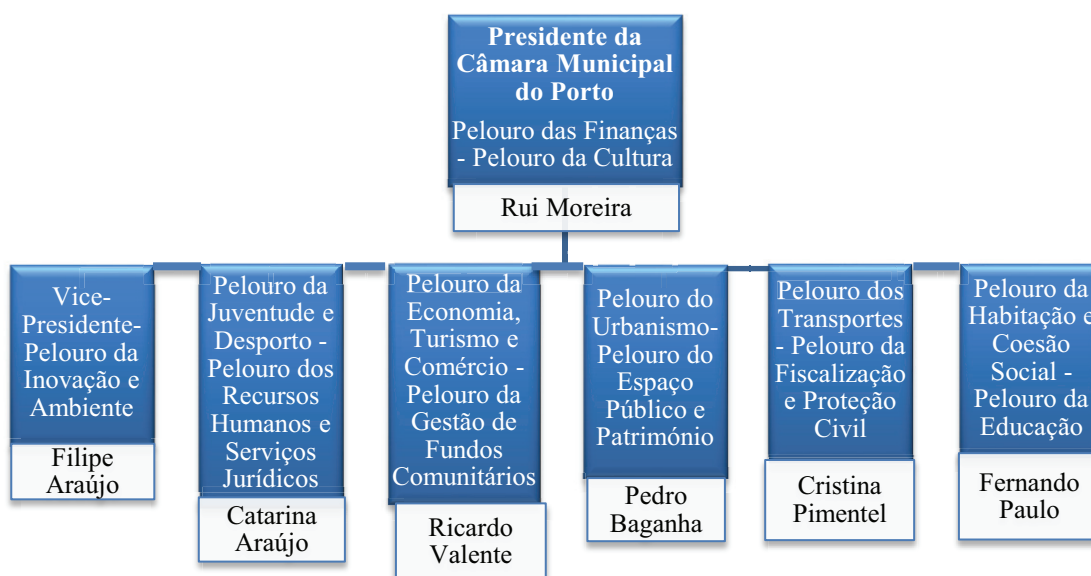 Presidente da
Câmara Municipal
do Porto
Pelouro das Finanças
- Pelouro da Cultura
Rui Moreira
Vice-
Presidente-
Pelouro da
Inovação e
Ambiente
Filipe
Araújo
Pelouro da
Juventude e
Desporto -
Pelouro dos
Recursos
Humanos e
Serviços
Jurídicos
Catarina
Araújo
Pelouro da
Economia,
Turismo e
Comércio -
Pelouro da
Gestão de
Fundos
Comunitários
Ricardo
Valente
Pelouro do
Urbanismo-
Pelouro do
Espaço
Público e
Património
Pedro
Baganha
Pelouro dos
Transportes
- Pelouro da
Fiscalização
e Proteção
Civil
Cristina
Pimentel
Pelouro da
Habitação e
Coesão
Social -
Pelouro da
Educação
Fernando
Paulo